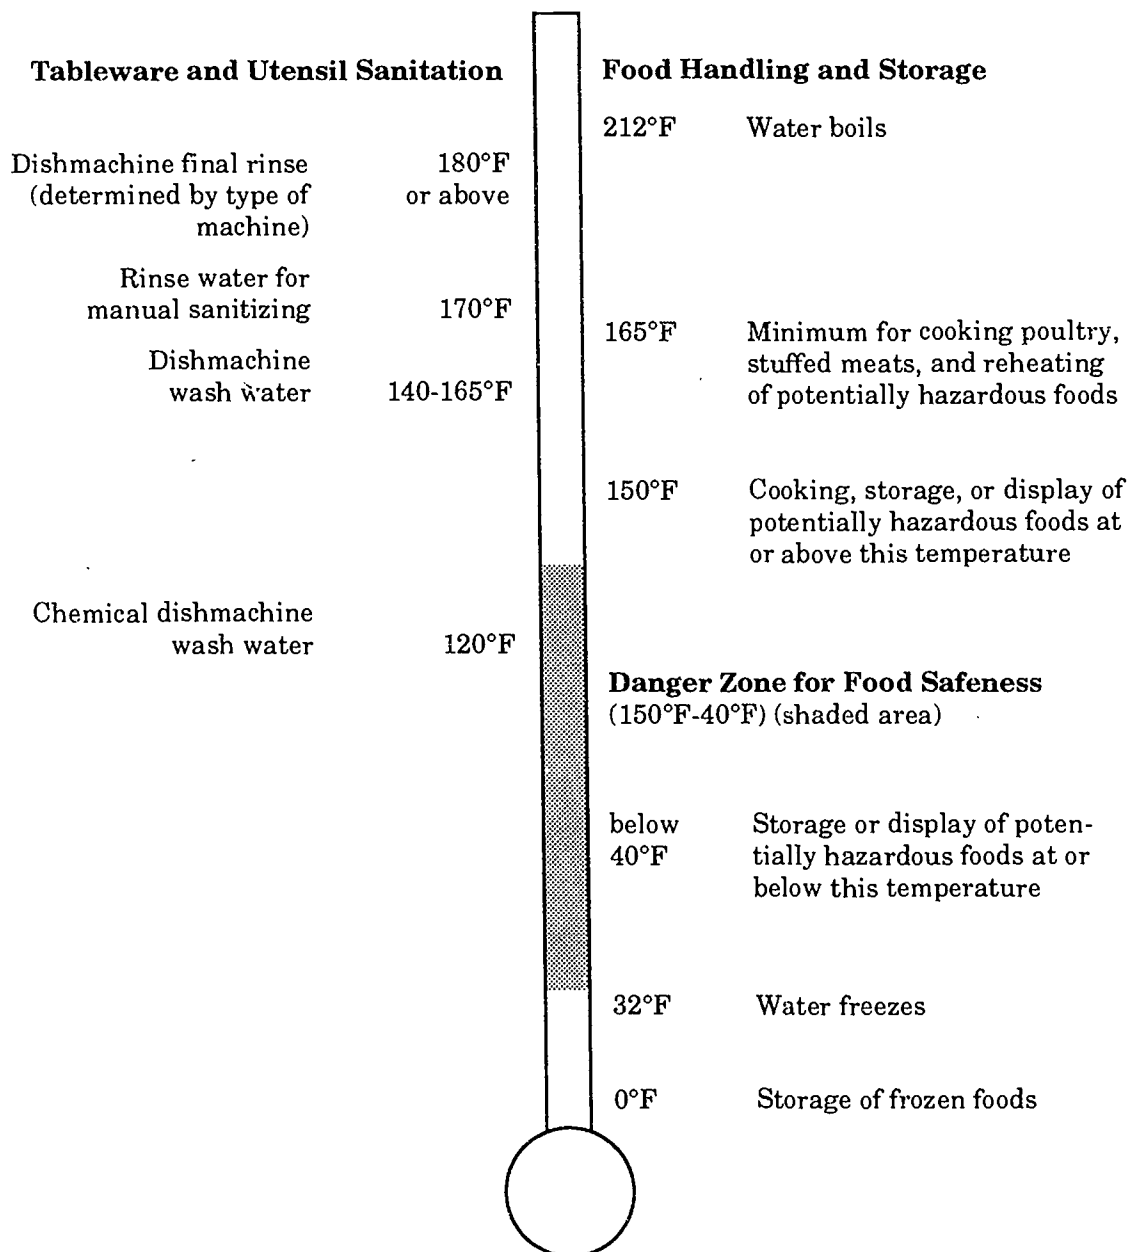 Tableware and Utensil Sanitation
Dishmachine final rinse 180°F
(determined by type of or above
machine)
Rinse water for
manual sanitizing 170°F
Dishmachine
wash water 140-165°F
Chemical dishmachine
wash water 120°F
Food Handling and Storage
212°F Water boils
165°F Minimum for cooking poultry,
stuffed meats, and reheating
of potentially hazardous foods
150°F Cooking, storage, or display of
potentially hazardous foods at
or above this temperature
Danger Zone for Food Safeness
(150°F-40°F) (shaded area)
below Storage or display of poten-
40°F tially hazardous foods at or
below this temperature
32°F Water freezes
0°F Storage of frozen foods